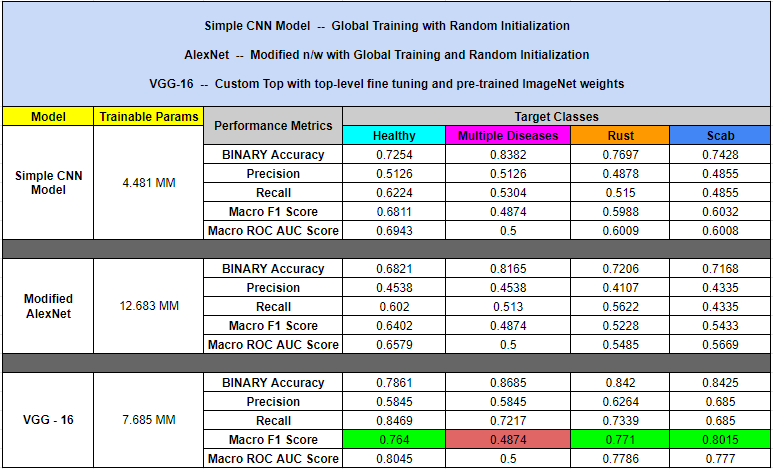 Simple CNN Model -- Global Training with Random Initialization
AlexNet -- Modified n/w with Global Training and Random Initialization
VGG-16 -- Custom Top with top-level fine tuning and pre-trained ImageNet weights
Model Trainable Params Performance Metrics Target Classes
Healthy Multiple Diseases Rust Scab
Simple CNN Model 4.481 MM
BINARY Accuracy 0.7254 0.8382 0.7697 0.7428
Precision 0.5126 0.5126 0.4878 0.4855
Recall 0.6224 0.5304 0.515 0.4855
Macro F1 Score 0.6811 0.4874 0.5988 0.6032
Macro ROC AUC Score 0.6943 0.5 0.6009 0.6008
Modified AlexNet 12.683 MM
BINARY Accuracy 0.6821 0.8165 0.7206 0.7168
Precision 0.4538 0.4538 0.4107 0.4335
Recall 0.602 0.513 0.5622 0.4335
Macro F1 Score 0.6402 0.4874 0.5228 0.5433
Macro ROC AUC Score 0.6579 0.5 0.5485 0.5669
VGG - 16 7.685 MM
BINARY Accuracy 0.7861 0.8685 0.842 0.8425
Precision 0.5845 0.5845 0.6264 0.685
Recall 0.8469 0.7217 0.7339 0.685
Macro F1 Score 0.764 0.4874 0.771 0.8015
Macro ROC AUC Score 0.8045 0.5 0.7786 0.777